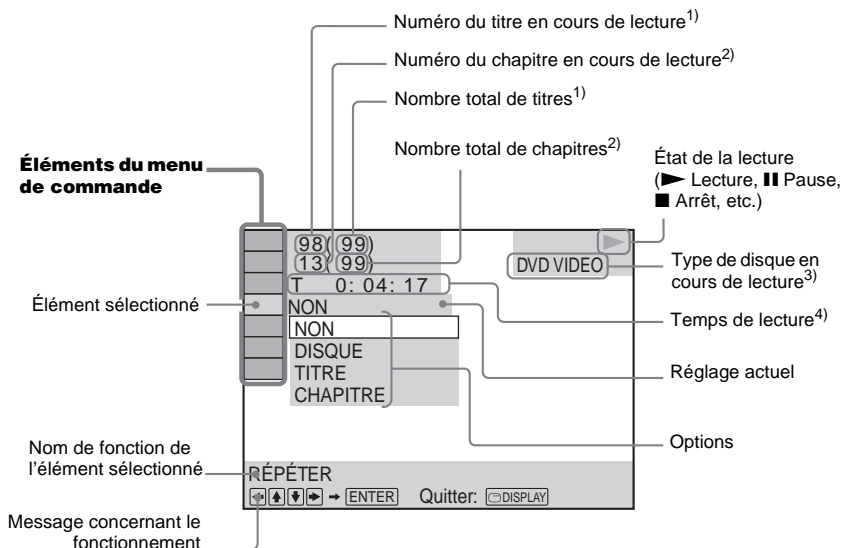 Numéro du titre en cours de lecture1)
Numéro du chapitre en cours de lecture2)
Nombre total de titres1)
Nombre total de chapitres2)
État de la lecture
(► Lecture, ❚❚ Pause,
■ Arrêt, etc.)
Éléments du menu
de commande
98( 99)
13( 99)
DVD VIDEO
Type de disque en
cours de lecture3)
T 0: 04: 17
Élément sélectionné
NON
Temps de lecture4)
NON
DISQUE
TITRE
CHAPITRE
Réglage actuel
Options
Nom de fonction de
l'élément sélectionné
RÉPÉTER
ENTER Quitter: DISPLAY
Message concernant le
fonctionnement